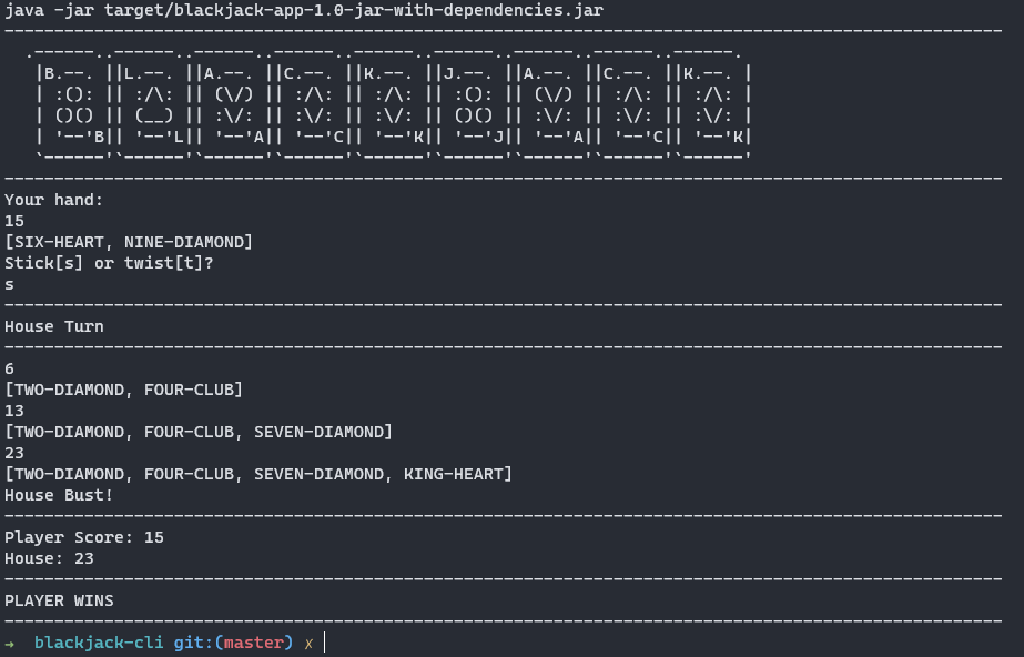 java -jar target/blackjack-app-1.0-jar-with-dependencies.jar
----------------------------------------------------------------------------------------------------
  .------..------..------..------..------..------..------..------..------.
   |B.--. ||L.--. ||A.--. ||C.--. ||K.--. ||J.--. ||A.--. ||C.--. ||K.--. |
   | :(): || :/\: || (\/) || :/\: || :/\: || :(): || (\/) || :/\: || :/\: |
   | ()() || (__) || :\/: || :\/: || :\/: || ()() || :\/: || :\/: || :\/: |
   | '--'B|| '--'L|| '--'A|| '--'C|| '--'K|| '--'J|| '--'A|| '--'C|| '--'K|
   `------'`------'`------'`------'`------'`------'`------'`------'`------'
----------------------------------------------------------------------------------------------------
Your hand:
15
[SIX-HEART, NINE-DIAMOND]
Stick[s] or twist[t]?
s
----------------------------------------------------------------------------------------------------
House Turn
----------------------------------------------------------------------------------------------------
6
[TWO-DIAMOND, FOUR-CLUB]
13
[TWO-DIAMOND, FOUR-CLUB, SEVEN-DIAMOND]
23
[TWO-DIAMOND, FOUR-CLUB, SEVEN-DIAMOND, KING-HEART]
House Bust!
----------------------------------------------------------------------------------------------------
Player Score: 15
House: 23
----------------------------------------------------------------------------------------------------
PLAYER WINS
====================================================================================================
→  blackjack-cli git:(master) ✗